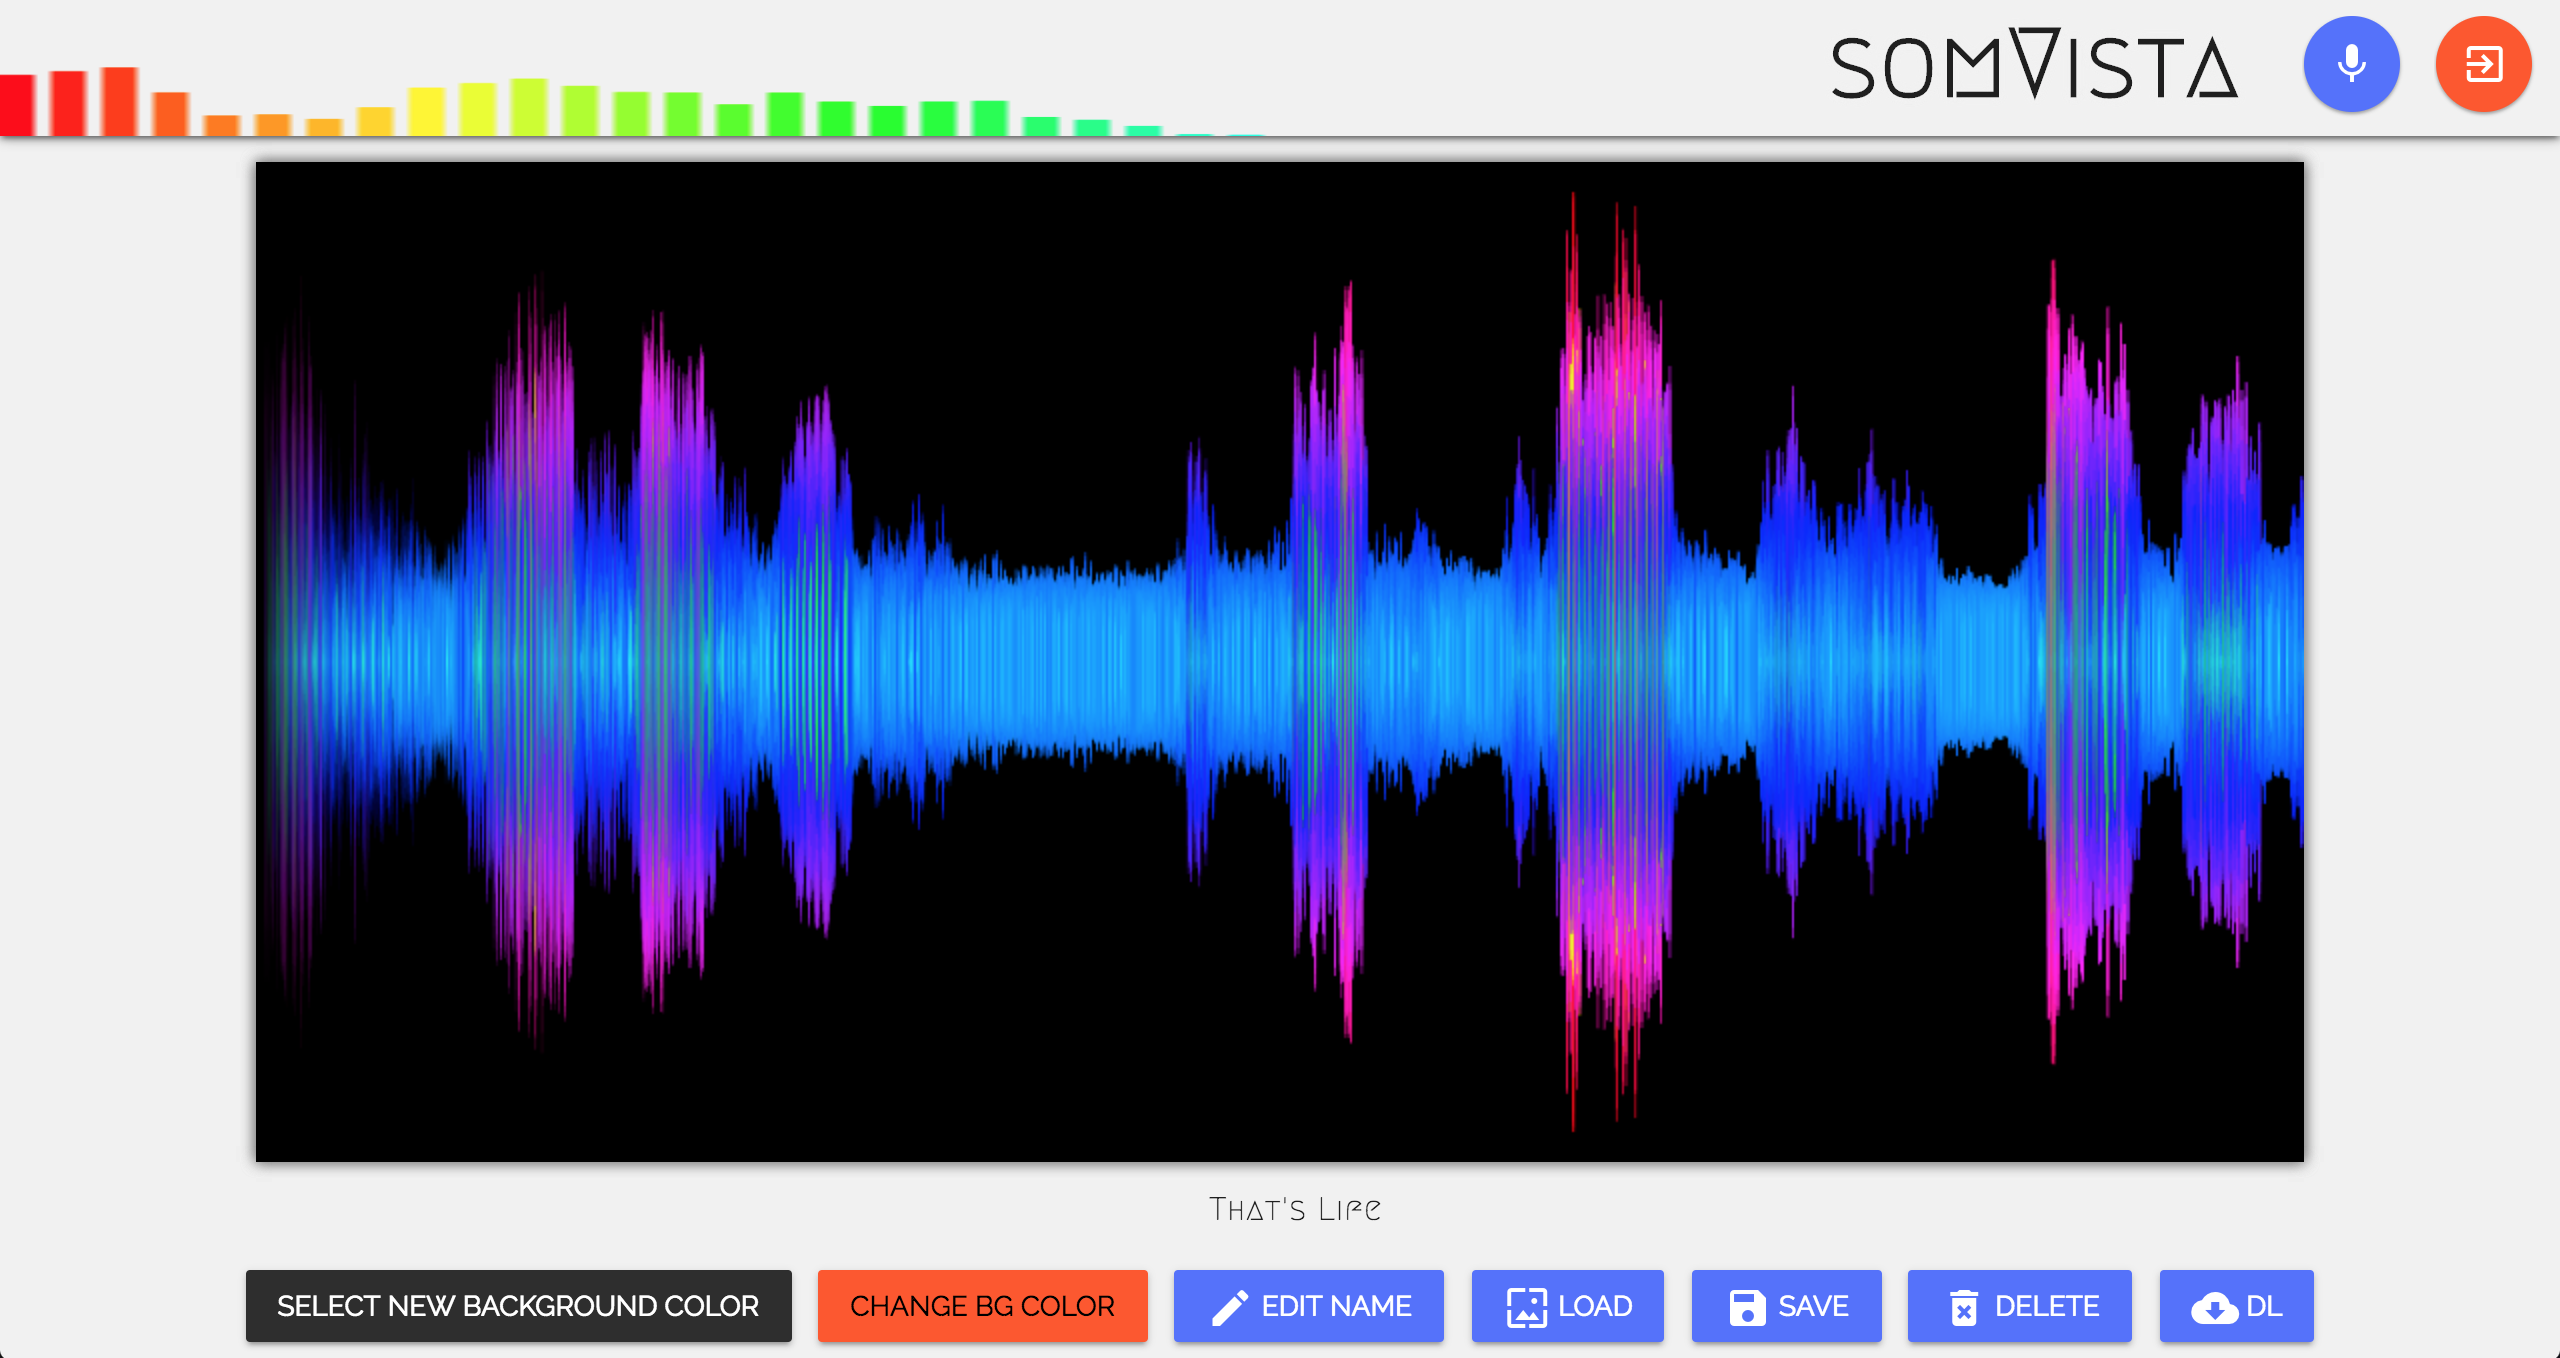 SOMVISTA
That's Life
SELECT NEW BACKGROUND COLOR
CHANGE BG COLOR
EDIT NAME
LOAD
SAVE
DELETE
DL